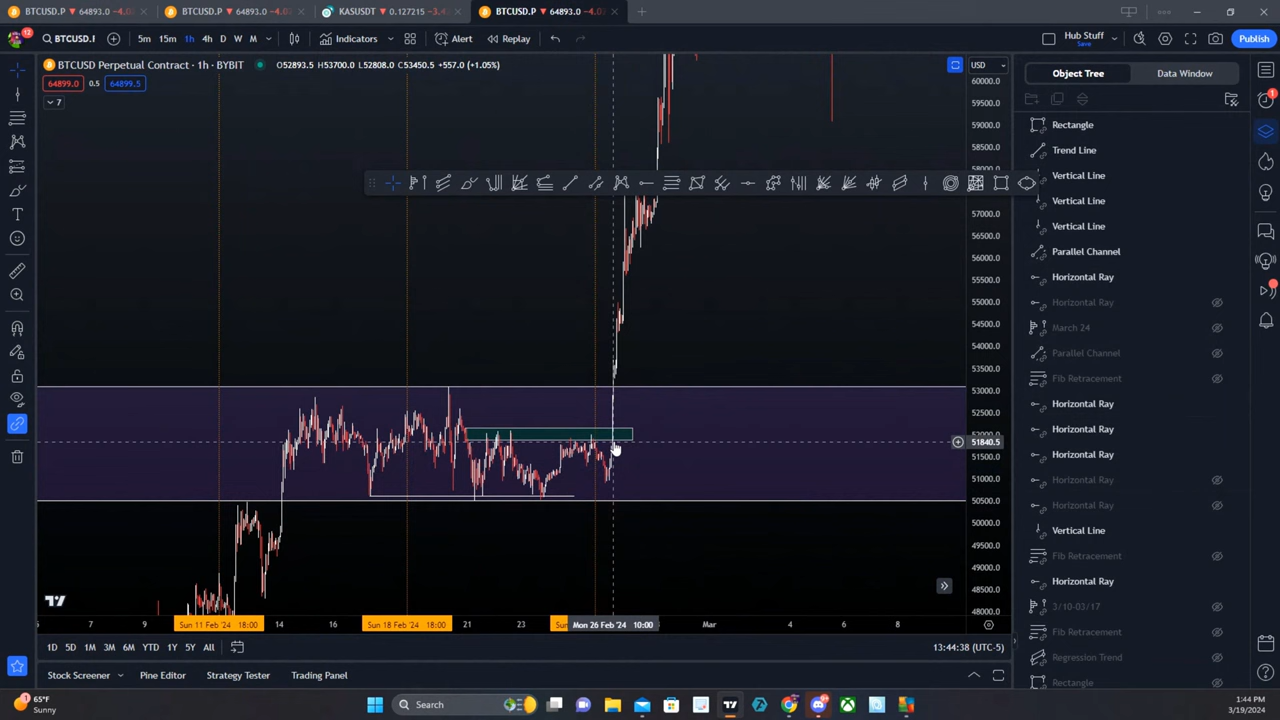 BTCUSD.P 64893.0 −4.0
BTCUSD.P 64893.0 −4.0
KASUSDT 0.127215 −3.4
BTCUSD.P 64893.0 −4.0
12
BTCUSD.P
5m 15m 1h 4h D W M
Indicators
Alert
Replay
Hub Stuff
Save
Publish
BTCUSD Perpetual Contract · 1h · BYBIT
O52893.5 H53700.0 L52808.0 C53450.5 +557.0 (+1.05%)
64899.0 0.5 64899.5
7
USD
60000.0
59500.0
59000.0
58500.0
58000.0
57000.0
56500.0
56000.0
55500.0
55000.0
54500.0
54000.0
53500.0
53000.0
52500.0
52000.0
51840.5
51500.0
51000.0
50500.0
50000.0
49500.0
49000.0
48500.0
48000.0
7 Sun 11 Feb '24 18:00 14 16 Sun 18 Feb '24 18:00 21 23 Sun Mon 26 Feb '24 10:00 Mar 4 6 8
1D 5D 1M 3M 6M YTD 1Y 5Y All
13:44:38 (UTC-5)
Stock Screener Pine Editor Strategy Tester Trading Panel
Object Tree Data Window
Rectangle
Trend Line
Vertical Line
Vertical Line
Vertical Line
Parallel Channel
Horizontal Ray
Horizontal Ray
March 24
Parallel Channel
Fib Retracement
Horizontal Ray
Horizontal Ray
Horizontal Ray
Horizontal Ray
Horizontal Ray
Vertical Line
Fib Retracement
Horizontal Ray
3/10-03/17
Fib Retracement
Regression Trend
Rectangle
1
65°F
Sunny
Search
1:44 PM
3/19/2024